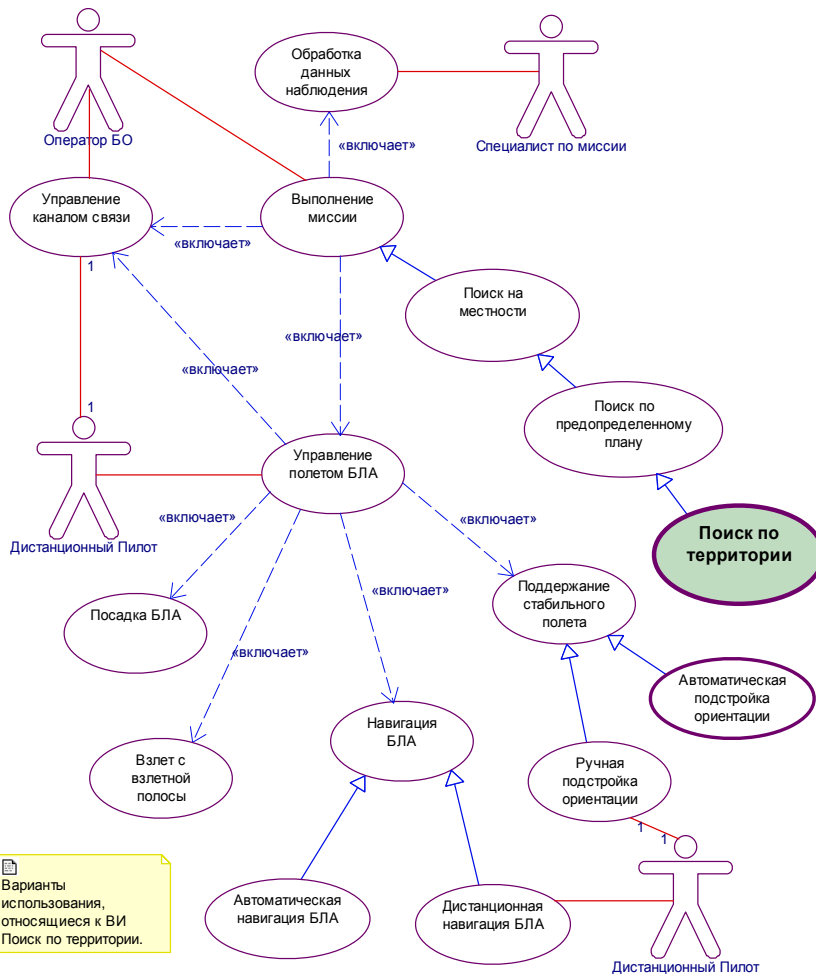 Оператор БО
Обработка
данных
наблюдения
Специалист по миссии
«включает»
Управление
каналом связи
Выполнение
миссии
«включает»
1
Поиск на
местности
«включает»
«включает»
1
Поиск по
предопределенному
плану
Управление
полетом БЛА
Дистанционный Пилот
«включает»
«включает»
Поиск по
территории
Поддержание
стабильного
полета
«включает»
Посадка БЛА
«включает»
Автоматическая
подстройка
ориентации
Навигация
БЛА
Взлет с
взлетной
полосы
Ручная
подстройка
ориентации
1
1
Варианты
использования,
относящиеся к ВИ
Поиск по территории.
Автоматическая
навигация БЛА
Дистанционная
навигация БЛА
Дистанционный Пилот